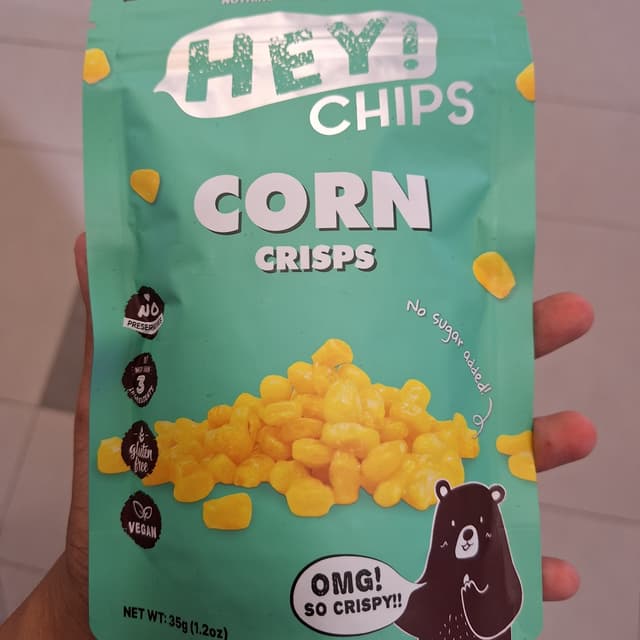 HEY!
CHIPS
CORN
CRISPS
No sugar added!
NO
3
gluten
free
VEGAN
OMG!
SO CRISPY!!
NET WT: 35g (1.2oz)